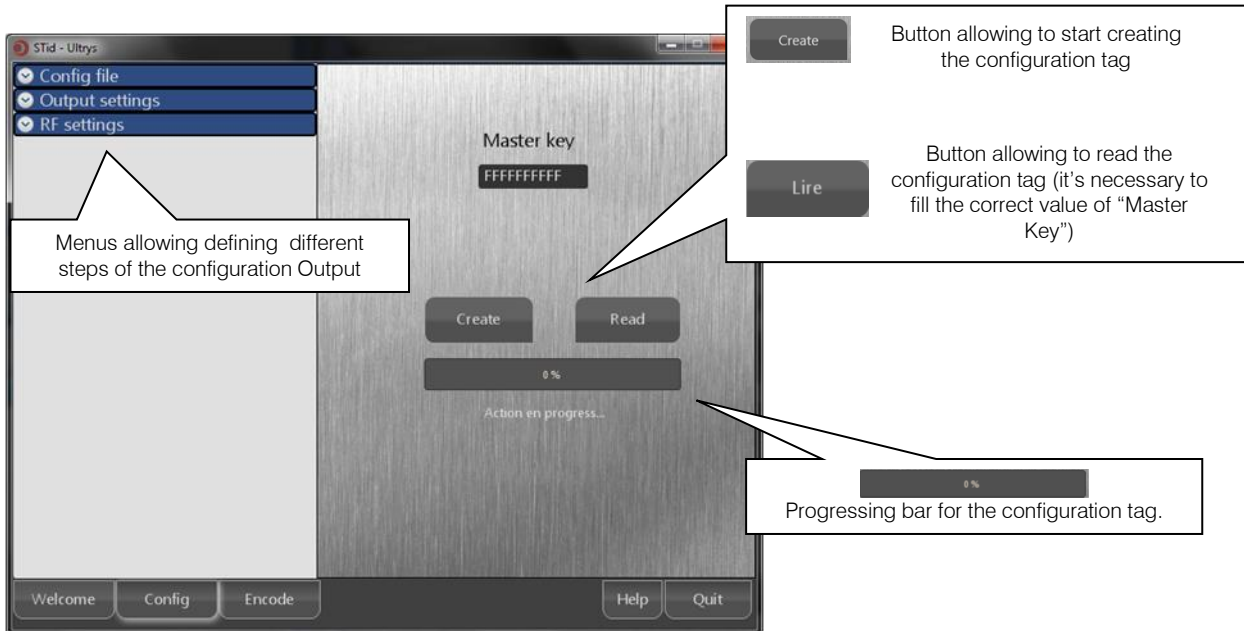 STid - Ultrys
Config file
Output settings
RF settings
Menus allowing defining different
steps of the configuration Output
Master key
FFFFFFFFFF
Create
Read
0 %
Action en progress...
Create
Button allowing to start creating
the configuration tag
Lire
Button allowing to read the
configuration tag (it's necessary to
fill the correct value of “Master
Key”)
0 %
Progressing bar for the configuration tag.
Welcome
Config
Encode
Help
Quit